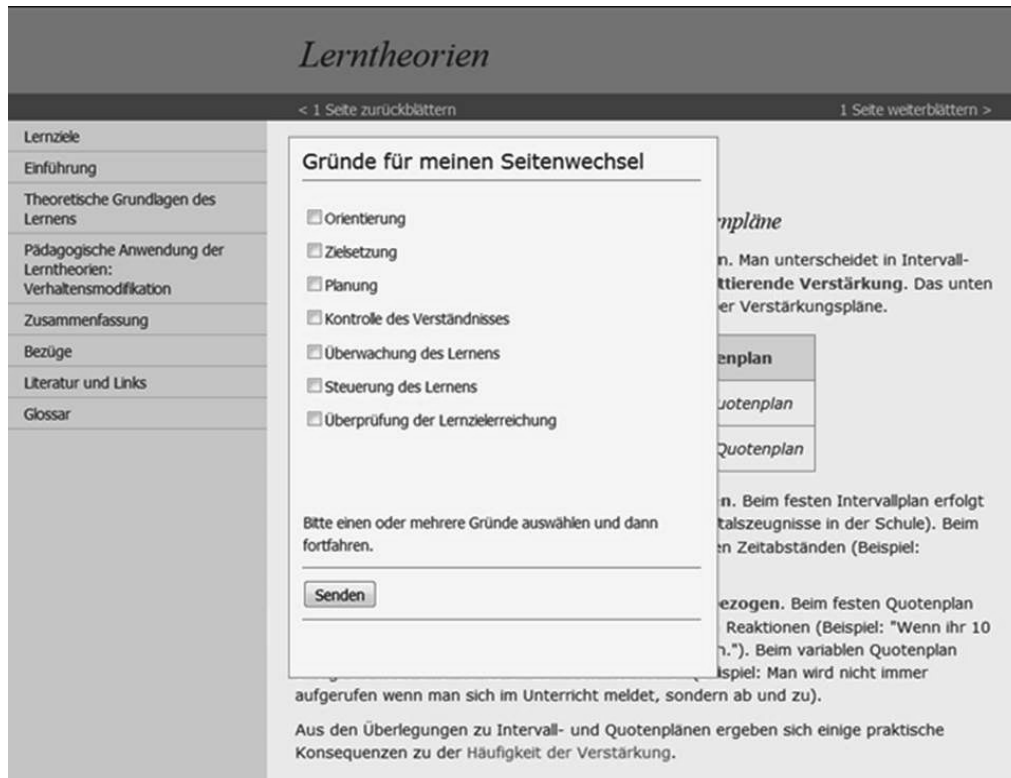 Lerntheorien
< 1 Seite zurückblättern
1 Seite weiterblättern >
Lernziele
Einführung
Theoretische Grundlagen des
Lernens
Pädagogische Anwendung der
Lerntheorien:
Verhaltensmodifikation
Zusammenfassung
Bezüge
Literatur und Links
Glossar
Gründe für meinen Seitenwechsel
Orientierung
Zielsetzung
Planung
Kontrolle des Verständnisses
Überwachung des Lernens
Steuerung des Lernens
Überprüfung der Lernzielerreichung
Bitte einen oder mehrere Gründe auswählen und dann
fortfahren.
Senden
rnpläne
n. Man unterscheidet in Intervall-
ttierende Verstärkung. Das unten
er Verstärkungspläne.
enplan
uotenplan
Quotenplan
n. Beim festen Intervallplan erfolgt
talszeugnisse in der Schule). Beim
en Zeitabständen (Beispiel:
ezogen. Beim festen Quotenplan
Reaktionen (Beispiel: "Wenn ihr 10
n."). Beim variablen Quotenplan
ispiel: Man wird nicht immer
aufgerufen wenn man sich im Unterricht meldet, sondern ab und zu).
Aus den Überlegungen zu Intervall- und Quotenplänen ergeben sich einige praktische
Konsequenzen zu der Häufigkeit der Verstärkung.